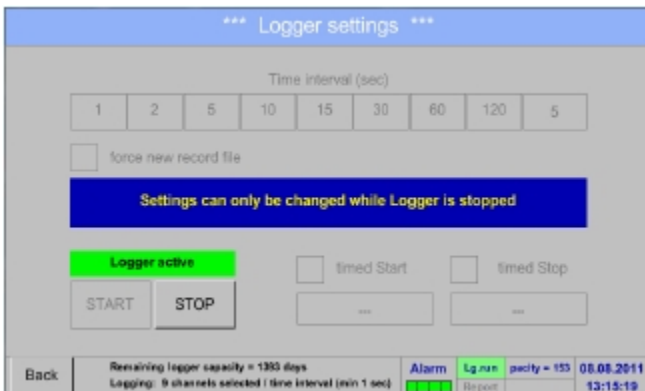 *** Logger settings ***
Time interval (sec)
1 2 5 10 15 30 60 120 5
force new record file
Settings can only be changed while Logger is stopped
Logger active
timed Start
timed Stop
START STOP
...
...
Back
Remaining logger capacity = 1393 days
Logging: 9 channels selected / time interval (min 1 sec)
Alarm
Lg.run
pacity = 153
08.08.2011
Report
13:15:19